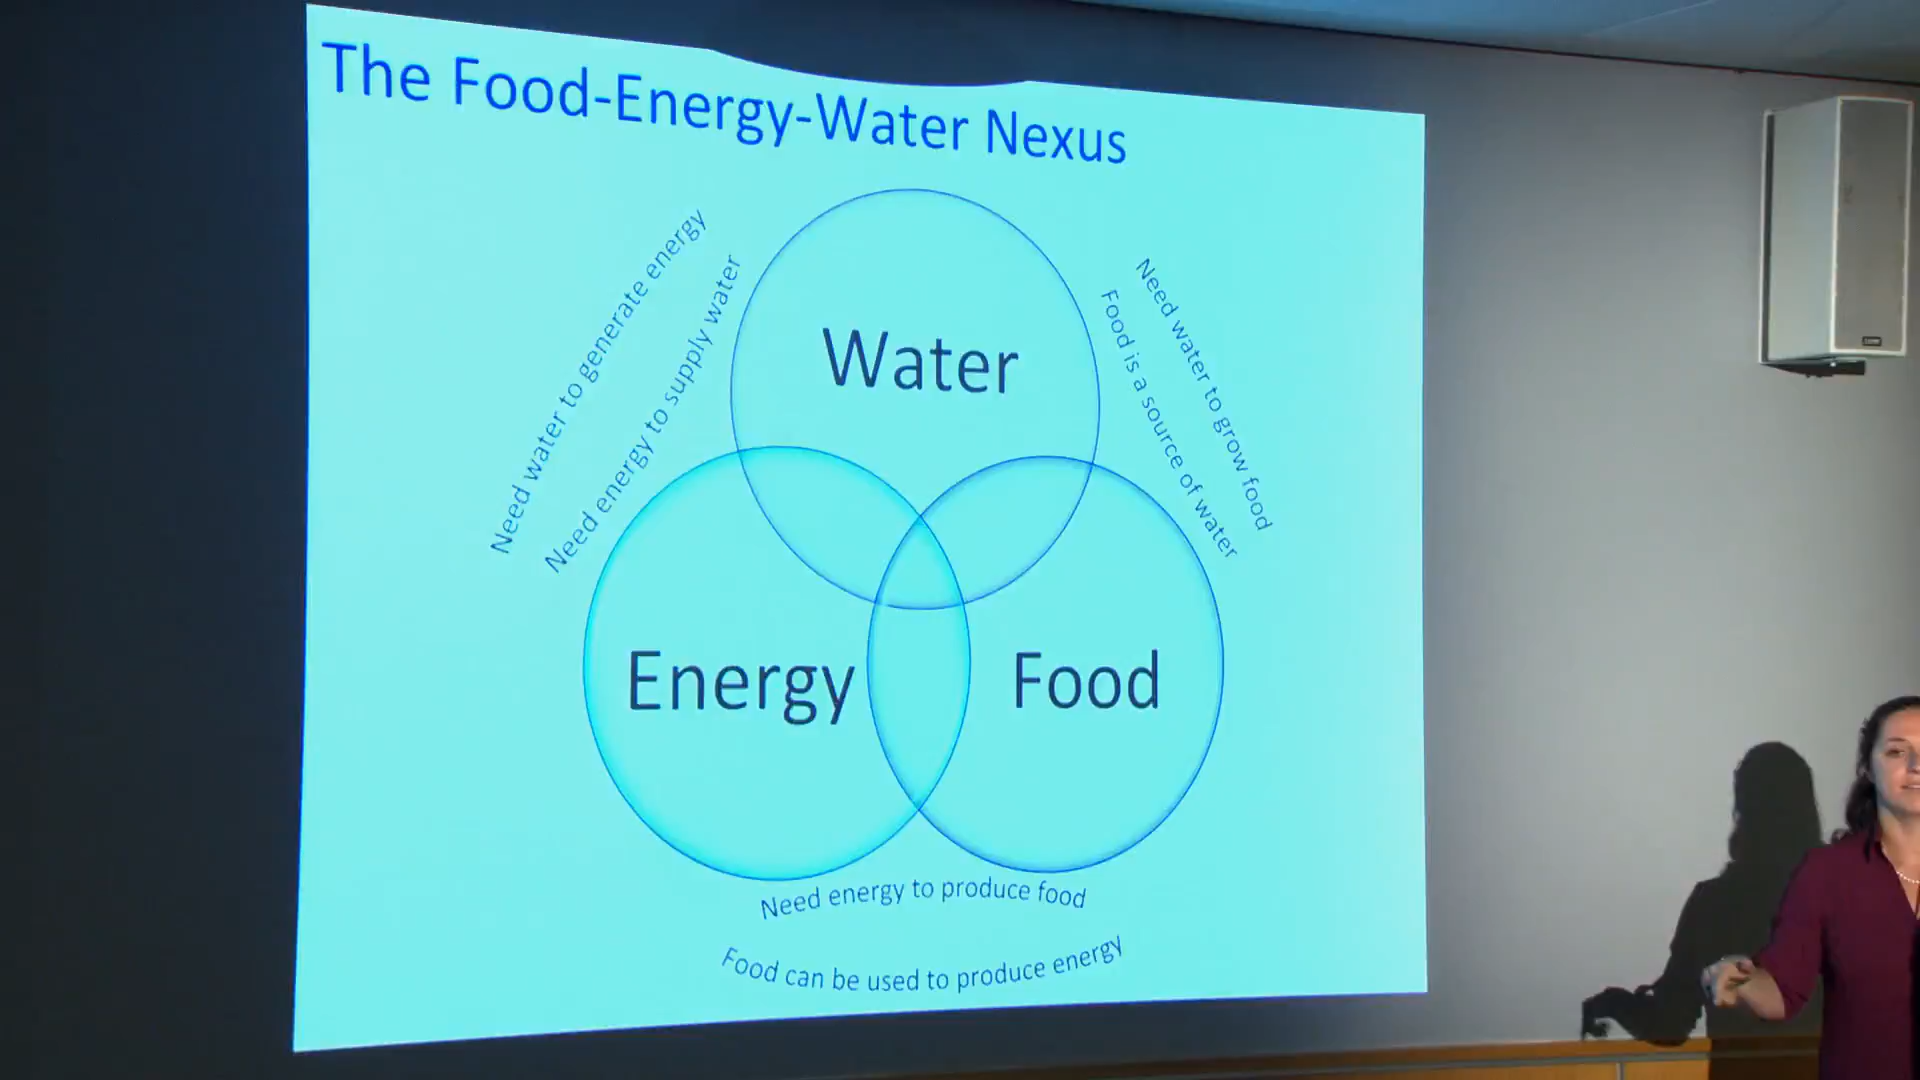 The Food-Energy-Water Nexus
Need water to generate energy
Need energy to supply water
Need water to grow food
Food is a source of water
Water
Energy
Food
Need energy to produce food
Food can be used to produce energy